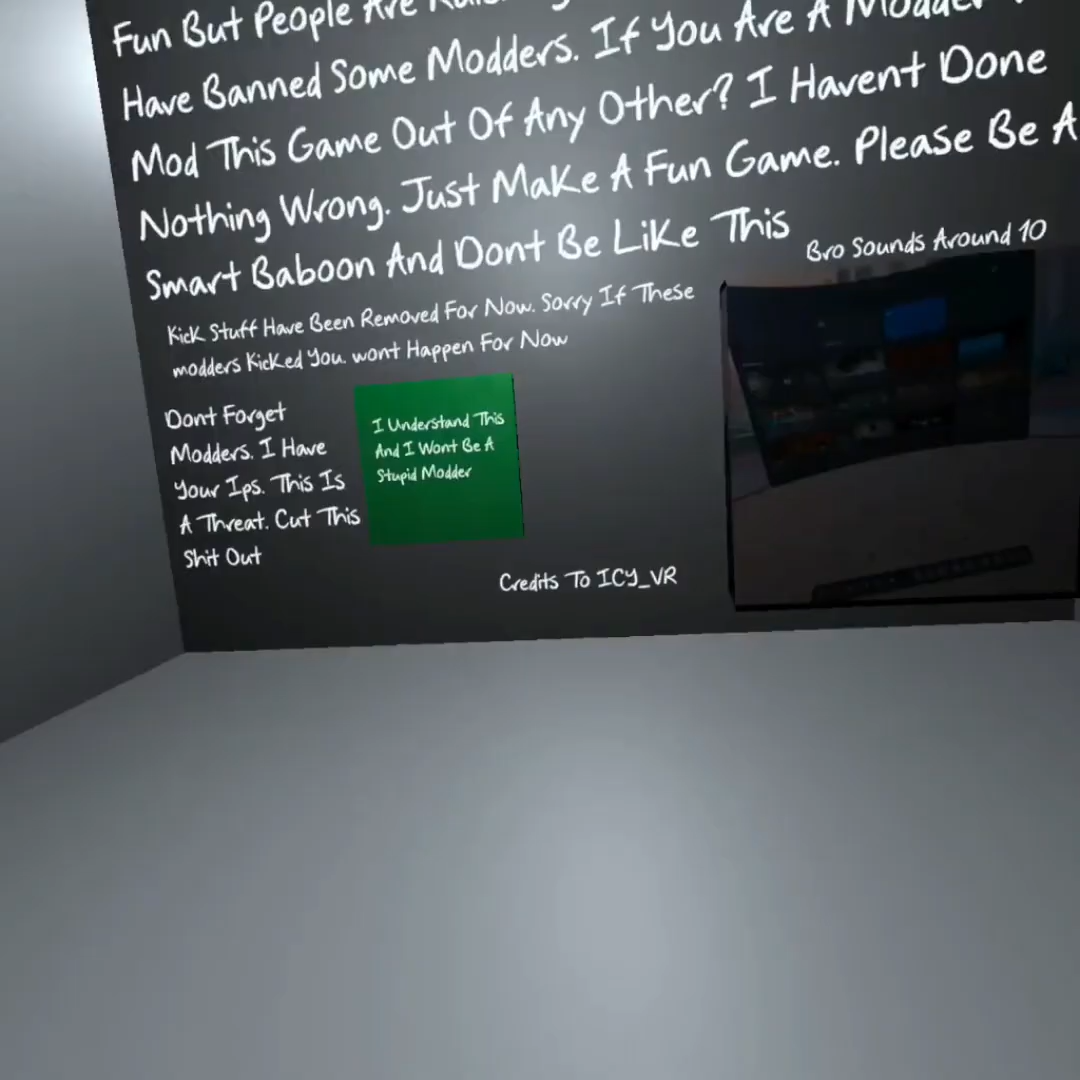 Fun But People Are
Have Banned Some Modders. If You Are A Modder
Mod This Game Out Of Any Other? I Havent Done
Nothing Wrong. Just Make A Fun Game. Please Be A
Smart Baboon And Dont Be Like This
Bro Sounds Around 10
Kick Stuff Have Been Removed For Now. Sorry If These
modders Kicked You. wont Happen For Now
Dont Forget
Modders. I Have
Your Ips. This Is
A Threat. Cut This
Shit Out
I Understand This
And I Wont Be A
Stupid Modder
Credits To ICY_VR